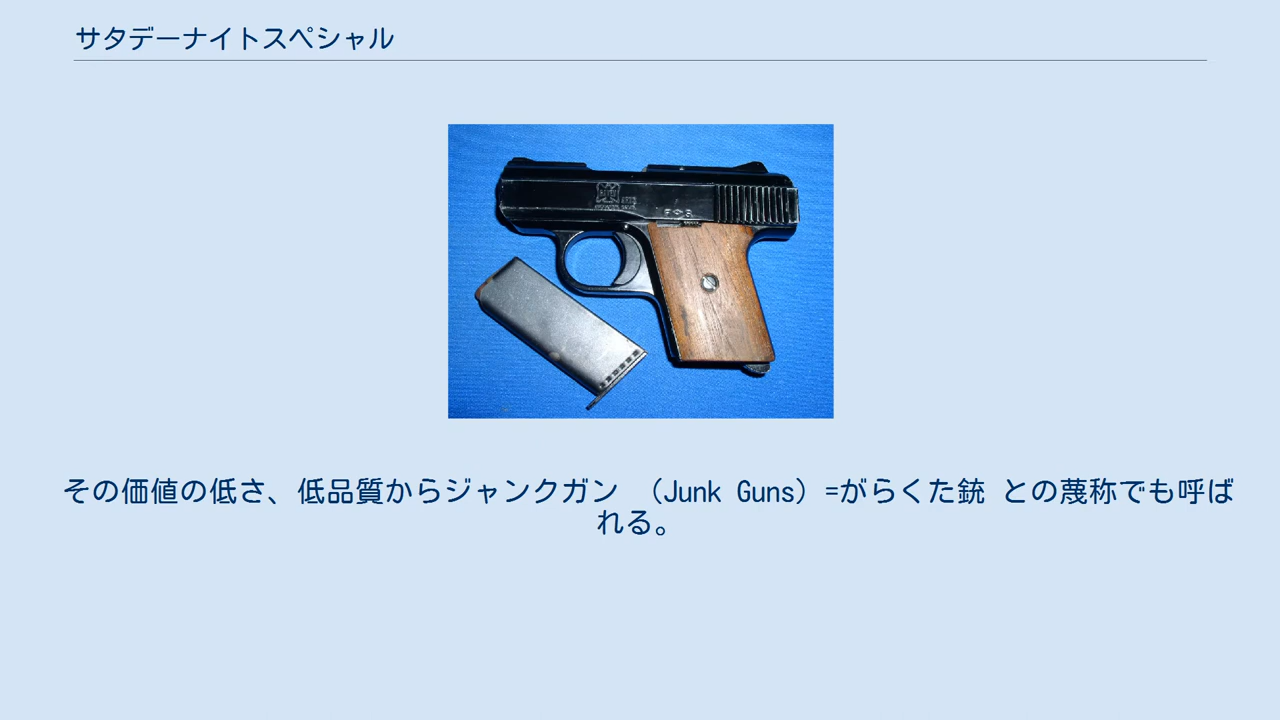 サタデーナイトスペシャル
その価値の低さ、低品質からジャンクガン （Junk Guns）=がらくた銃 との蔑称でも呼ば
れる。